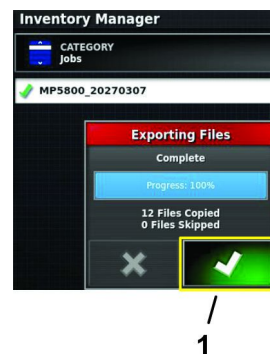 Inventory Manager
CATEGORY
Jobs
MP5800_20270307
Exporting Files
Complete
Progress: 100%
12 Files Copied
0 Files Skipped
1